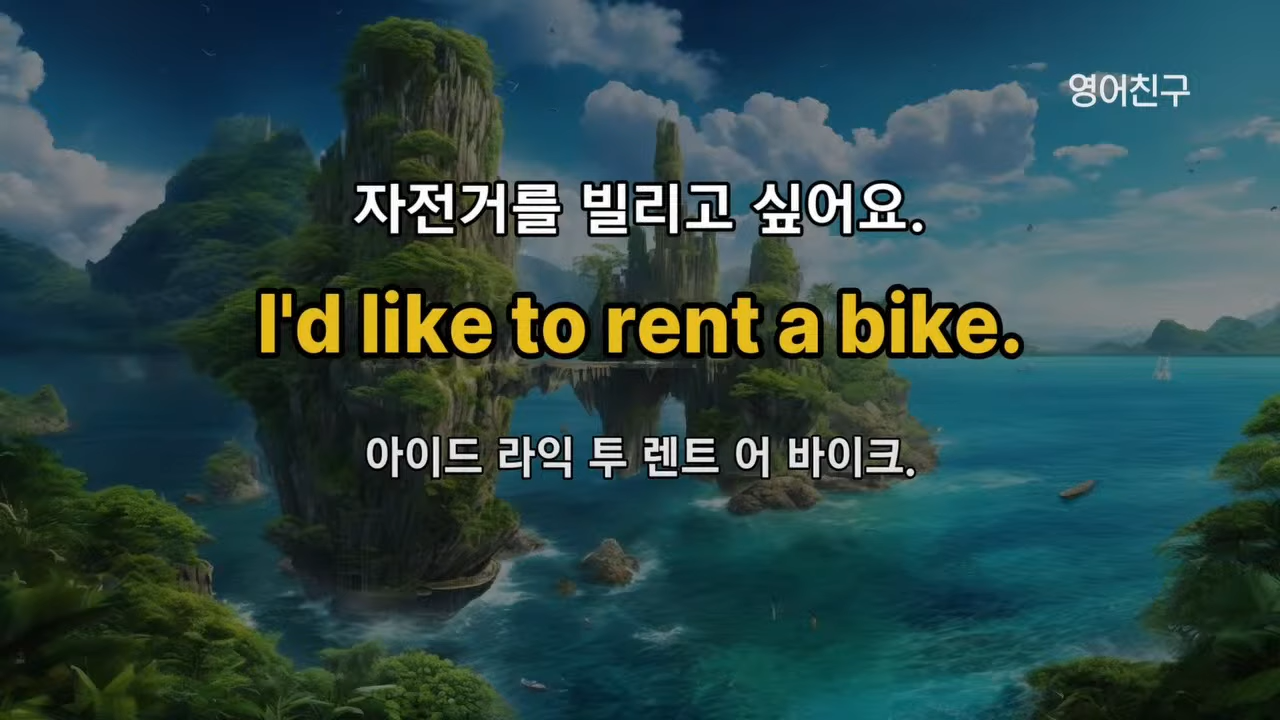 영어친구
자전거를 빌리고 싶어요.
I'd like to rent a bike.
아이드 라익 투 렌트 어 바이크.